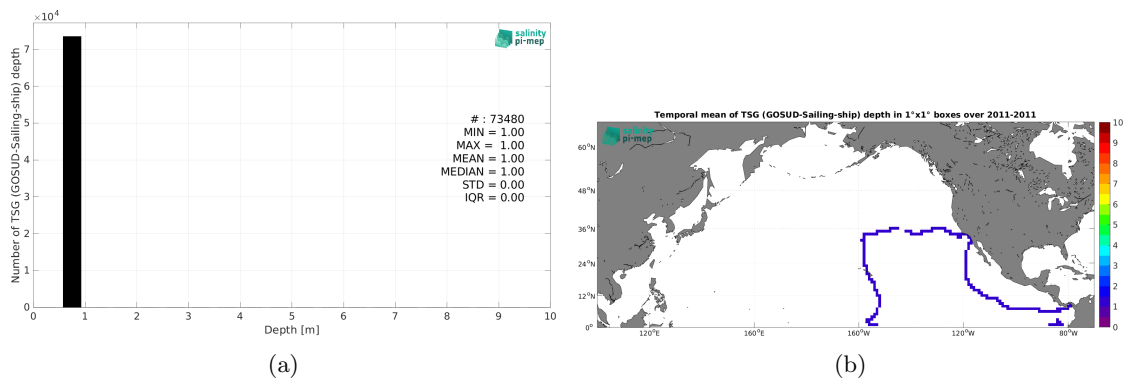 ×10⁴
salinity
pi-mep
7
6
5
4
3
2
1
0
Number of TSG (GOSUD-Sailing-ship) depth
# : 73480
MIN = 1.00
MAX = 1.00
MEAN = 1.00
MEDIAN = 1.00
STD = 0.00
IQR = 0.00
0 1 2 3 4 5 6 7 8 9 10
Depth [m]
(a)
Temporal mean of TSG (GOSUD-Sailing-ship) depth in 1°x1° boxes over 2011-2011
salinity
pi-mep
60°N
48°N
36°N
24°N
12°N
0°
120°E 160°E 160°W 120°W 80°W
10
9
8
7
6
5
4
3
2
1
0
(b)